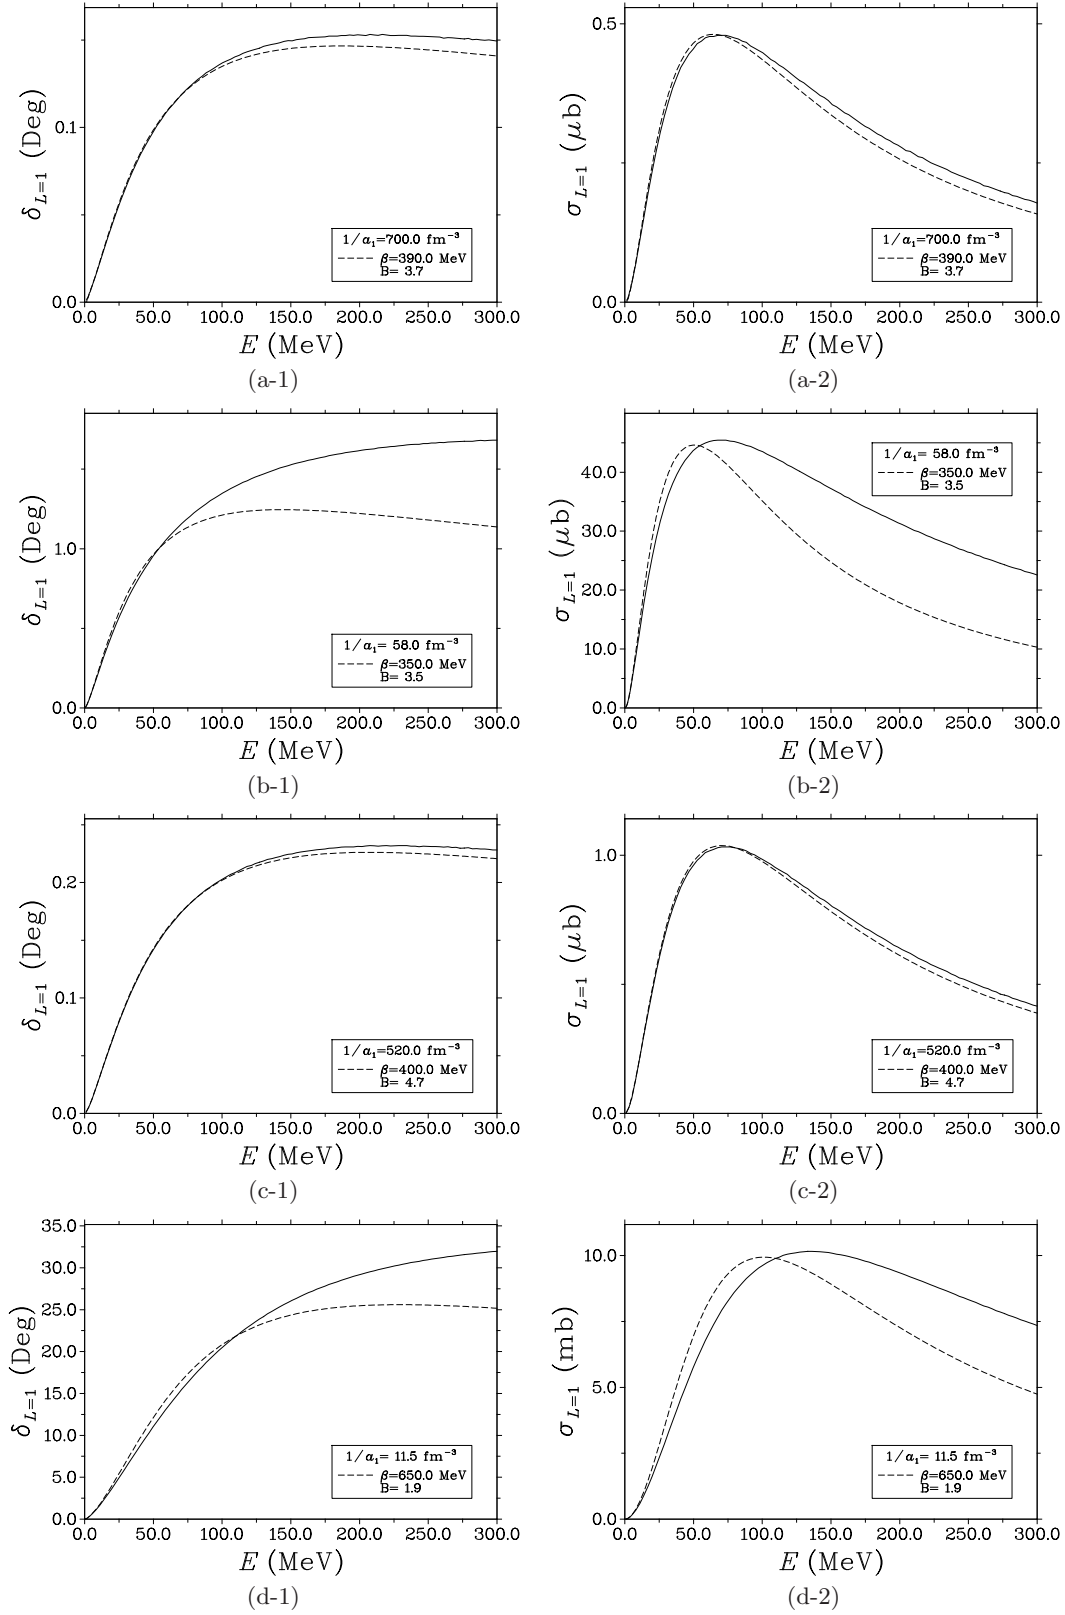 0.1
0.0
δ_{L=1} (Deg)
1/a₁=700.0 fm⁻³
β=390.0 MeV
B= 3.7
0.0 50.0 100.0 150.0 200.0 250.0 300.0
E (MeV)
(a-1)
0.5
0.0
σ_{L=1} (μb)
1/a₁=700.0 fm⁻³
β=390.0 MeV
B= 3.7
0.0 50.0 100.0 150.0 200.0 250.0 300.0
E (MeV)
(a-2)
1.0
0.0
δ_{L=1} (Deg)
1/a₁= 58.0 fm⁻³
β=350.0 MeV
B= 3.5
0.0 50.0 100.0 150.0 200.0 250.0 300.0
E (MeV)
(b-1)
40.0
30.0
20.0
10.0
0.0
σ_{L=1} (μb)
1/a₁= 58.0 fm⁻³
β=350.0 MeV
B= 3.5
0.0 50.0 100.0 150.0 200.0 250.0 300.0
E (MeV)
(b-2)
0.2
0.1
0.0
δ_{L=1} (Deg)
1/a₁=520.0 fm⁻³
β=400.0 MeV
B= 4.7
0.0 50.0 100.0 150.0 200.0 250.0 300.0
E (MeV)
(c-1)
1.0
0.0
σ_{L=1} (μb)
1/a₁=520.0 fm⁻³
β=400.0 MeV
B= 4.7
0.0 50.0 100.0 150.0 200.0 250.0 300.0
E (MeV)
(c-2)
35.0
30.0
25.0
20.0
15.0
10.0
5.0
0.0
δ_{L=1} (Deg)
1/a₁= 11.5 fm⁻³
β=650.0 MeV
B= 1.9
0.0 50.0 100.0 150.0 200.0 250.0 300.0
E (MeV)
(d-1)
10.0
5.0
0.0
σ_{L=1} (mb)
1/a₁= 11.5 fm⁻³
β=650.0 MeV
B= 1.9
0.0 50.0 100.0 150.0 200.0 250.0 300.0
E (MeV)
(d-2)